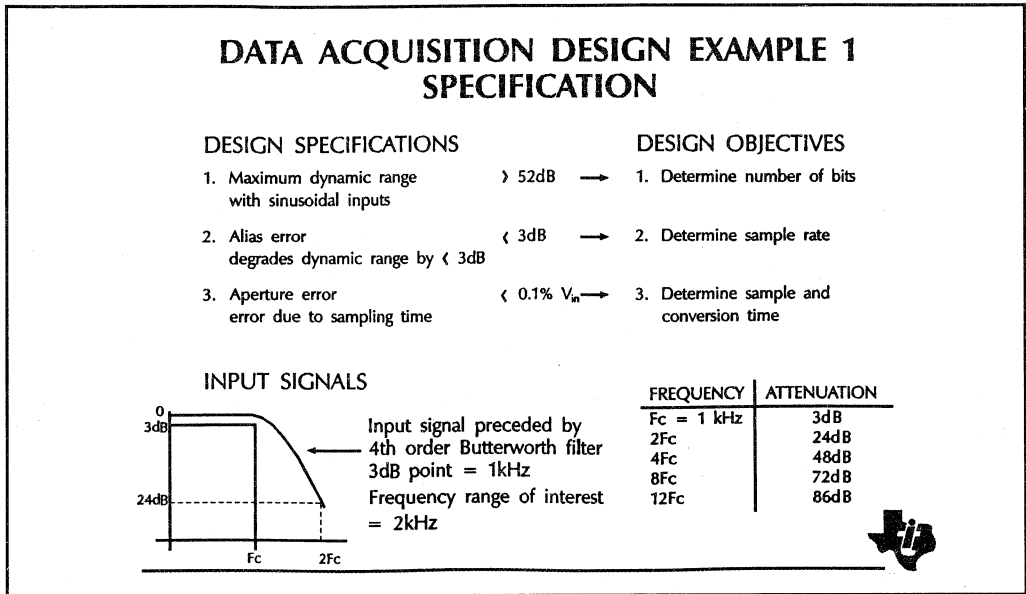 DATA ACQUISITION DESIGN EXAMPLE 1
SPECIFICATION
DESIGN SPECIFICATIONS
DESIGN OBJECTIVES
1. Maximum dynamic range
with sinusoidal inputs
> 52dB →
1. Determine number of bits
2. Alias error
degrades dynamic range by < 3dB
< 3dB →
2. Determine sample rate
3. Aperture error
error due to sampling time
< 0.1% Vin →
3. Determine sample and
conversion time
INPUT SIGNALS
0
3dB
24dB
Fc
2Fc
Input signal preceded by
4th order Butterworth filter
3dB point = 1kHz
Frequency range of interest
= 2kHz
FREQUENCY ATTENUATION
Fc = 1 kHz 3dB
2Fc 24dB
4Fc 48dB
8Fc 72dB
12Fc 86dB